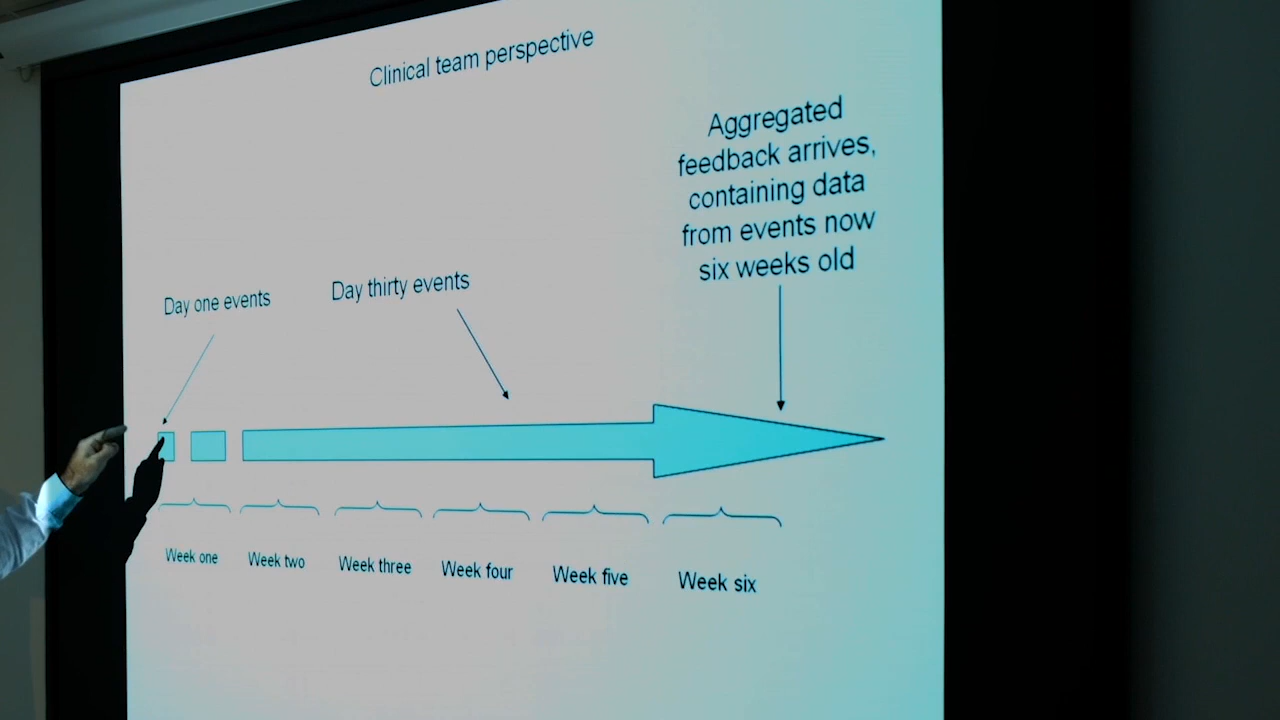 Clinical team perspective
Aggregated
feedback arrives,
containing data
from events now
six weeks old
Day one events
Day thirty events
Week one
Week two
Week three
Week four
Week five
Week six